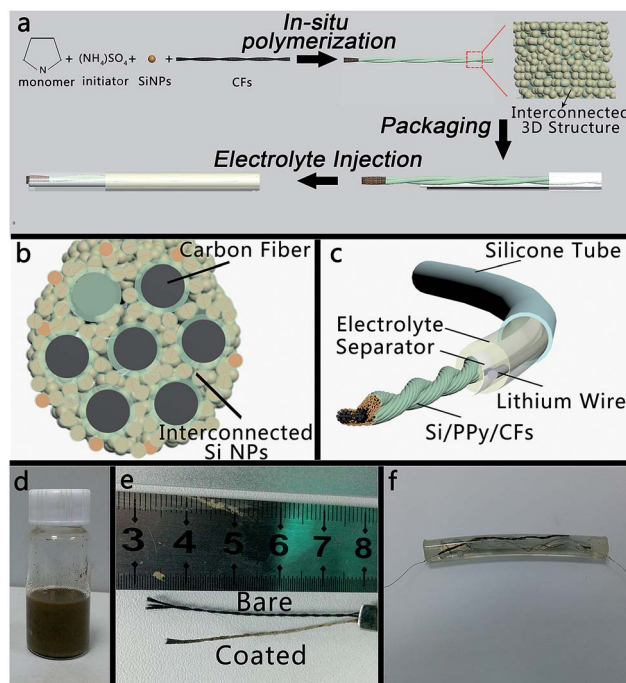 a
In-situ
polymerization
N
+ (NH₄)SO₄+ + 
monomer initiator SiNPs CFs
Interconnected
3D Structure
Packaging
Electrolyte Injection
b
Carbon Fiber
Interconnected
Si NPs
c
Silicone Tube
Electrolyte
Separator
Lithium Wire
Si/PPy/CFs
d
e
3 4 5 6 7 8
Bare
Coated
f